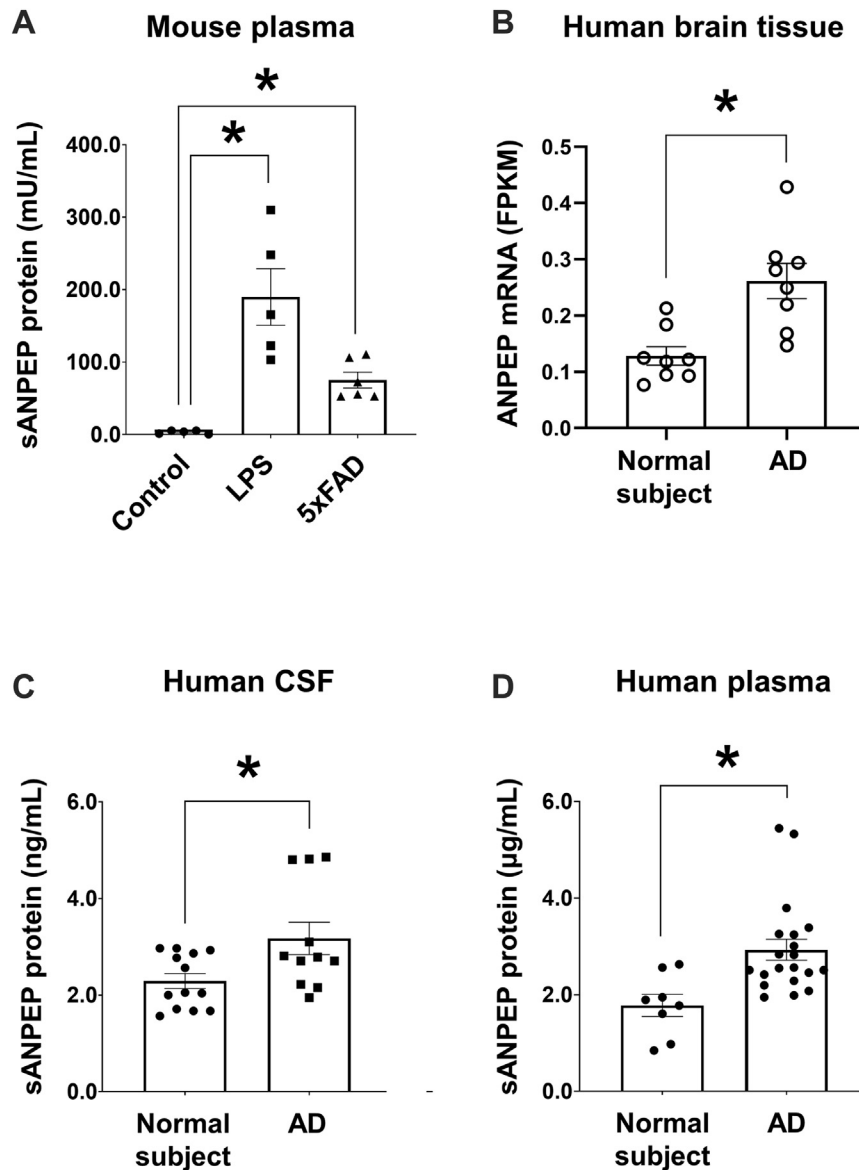 A
Mouse plasma
*
*
sANPEP protein (mU/mL)
400.0
300.0
200.0
100.0
0.0
Control
LPS
5xFAD
B
Human brain tissue
*
ANPEP mRNA (FPKM)
0.5
0.4
0.3
0.2
0.1
0.0
Normal
subject
AD
C
Human CSF
*
sANPEP protein (ng/mL)
6.0
4.0
2.0
0.0
Normal
subject
AD
D
Human plasma
*
sANPEP protein (µg/mL)
6.0
4.0
2.0
0.0
Normal
subject
AD